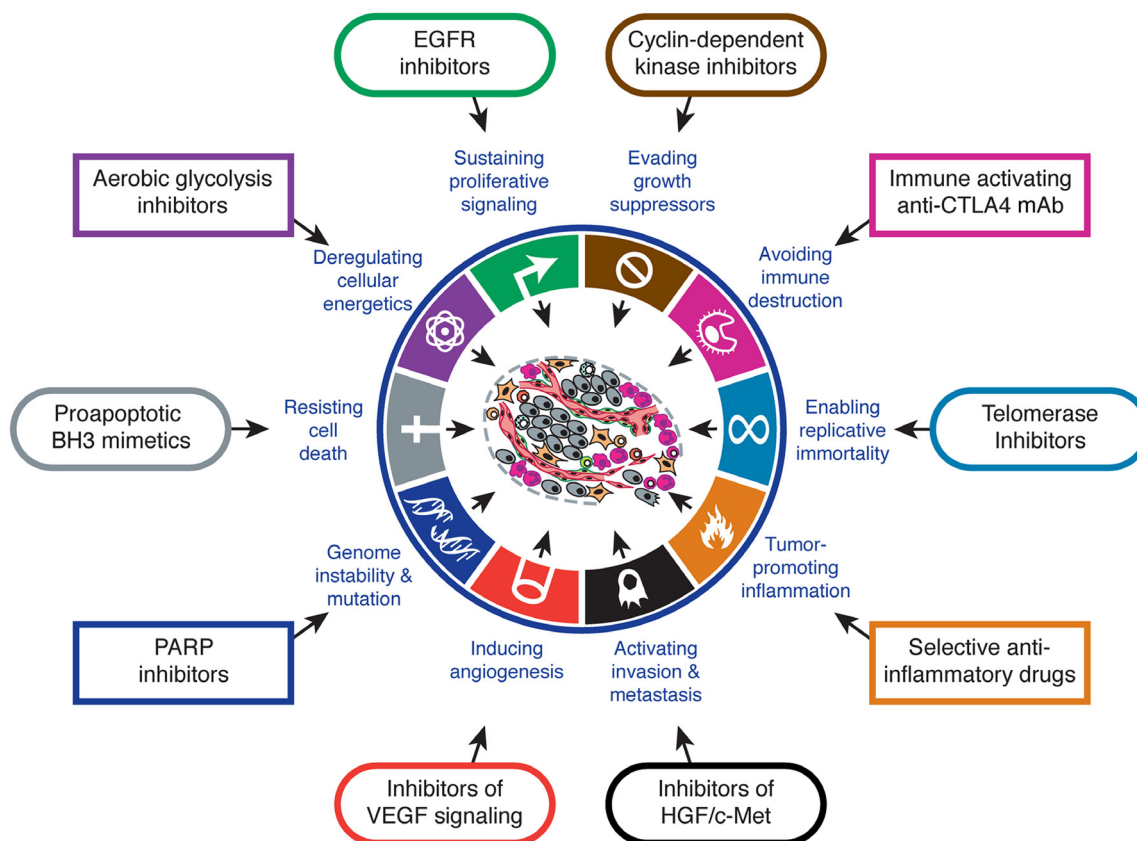 EGFR
inhibitors
Cyclin-dependent
kinase inhibitors
Sustaining
proliferative
signaling
Evading
growth
suppressors
Aerobic glycolysis
inhibitors
Immune activating
anti-CTLA4 mAb
Deregulating
cellular
energetics
Avoiding
immune
destruction
Proapoptotic
BH3 mimetics
Resisting
cell
death
Enabling
replicative
immortality
Telomerase
Inhibitors
Genome
instability &
mutation
Tumor-
promoting
inflammation
PARP
inhibitors
Inducing
angiogenesis
Activating
invasion &
metastasis
Selective anti-
inflammatory drugs
Inhibitors of
VEGF signaling
Inhibitors of
HGF/c-Met